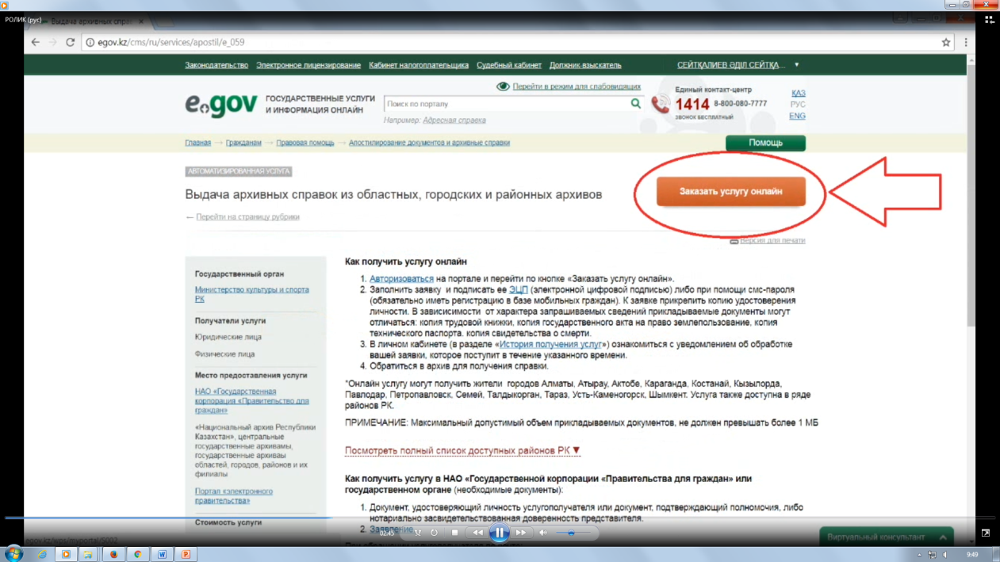 РОЛИК (рус)
Выдача архивных спра
egov.kz/cms/ru/services/apostil/e_059
Законодательство Электронное лицензирование Кабинет налогоплательщика Судебный кабинет Должник-взыскатель СЕЙТҚАЛИЕВ ӘДІЛ СЕЙТҚА...
Перейти в режим для слабовидящих
egov ГОСУДАРСТВЕННЫЕ УСЛУГИ
И ИНФОРМАЦИЯ ОНЛАЙН
Поиск по порталу
Например: Адресная справка
Единый контакт-центр
1414 8-800-080-7777
ЗВОНОК БЕСПЛАТНЫЙ
ҚАЗ
РУС
ENG
Главная → Гражданам → Правовая помощь → Апостилирование документов и архивные справки
Помощь
АВТОМАТИЗИРОВАННАЯ УСЛУГА
Выдача архивных справок из областных, городских и районных архивов
Заказать услугу онлайн
← Перейти на страницу рубрики
Версия для печати
Государственный орган
Министерство культуры и спорта
РК
Получатели услуги
Юридические лица
Физические лица
Место предоставления услуги
НАО «Государственная
корпорация «Правительство для
граждан»
«Национальный архив Республики
Казахстан», центральные
государственные архивамы,
государственные архиваы
областей, городов, районов и их
филиалы
Портал «электронного
правительства»
Стоимость услуги
Как получить услугу онлайн
1. Авторизоваться на портале и перейти по кнопке «Заказать услугу онлайн».
2. Заполнить заявку и подписать ее ЭЦП (электронной цифровой подписью) либо при помощи смс-пароля
(обязательно иметь регистрацию в базе мобильных граждан). К заявке прикрепить копию удостоверения
личности. В зависисимости от характера запрашиваемых сведений прикладываемые документы могут
отличаться: копия трудовой книжки, копия государственного акта на право землепользование, копия
технического паспорта. копия свидетельства о смерти.
3. В личном кабинете (в разделе «История получения услуг») ознакомиться с уведомлением об обработке
вашей заявки, которое поступит в течение указанного времени.
4. Обратиться в архив для получения справки.
*Онлайн услугу могут получить жители городов Алматы, Атырау, Актобе, Караганда, Костанай, Кызылорда,
Павлодар, Петропавловск, Семей, Талдыкорган, Тараз, Усть-Каменогорск, Шымкент. Услуга также доступна в ряде
районов РК.
ПРИМЕЧАНИЕ: Максимальный допустимый объем прикладываемых документов, не должен превышать более 1 МБ
Посмотреть полный список доступных районов РК ▼
Как получить услугу в НАО «Государственной корпорации «Правительства для граждан» или
государственном органе (необходимые документы):
1. Документ, удостоверяющий личность услугополучателя или документ, подтверждающий полномочия, либо
нотариально засвидетельствованная доверенность представителя.
2. Заявление
02:43
egov.kz/wps/myportal/5002
Виртуальный консультант
9:49